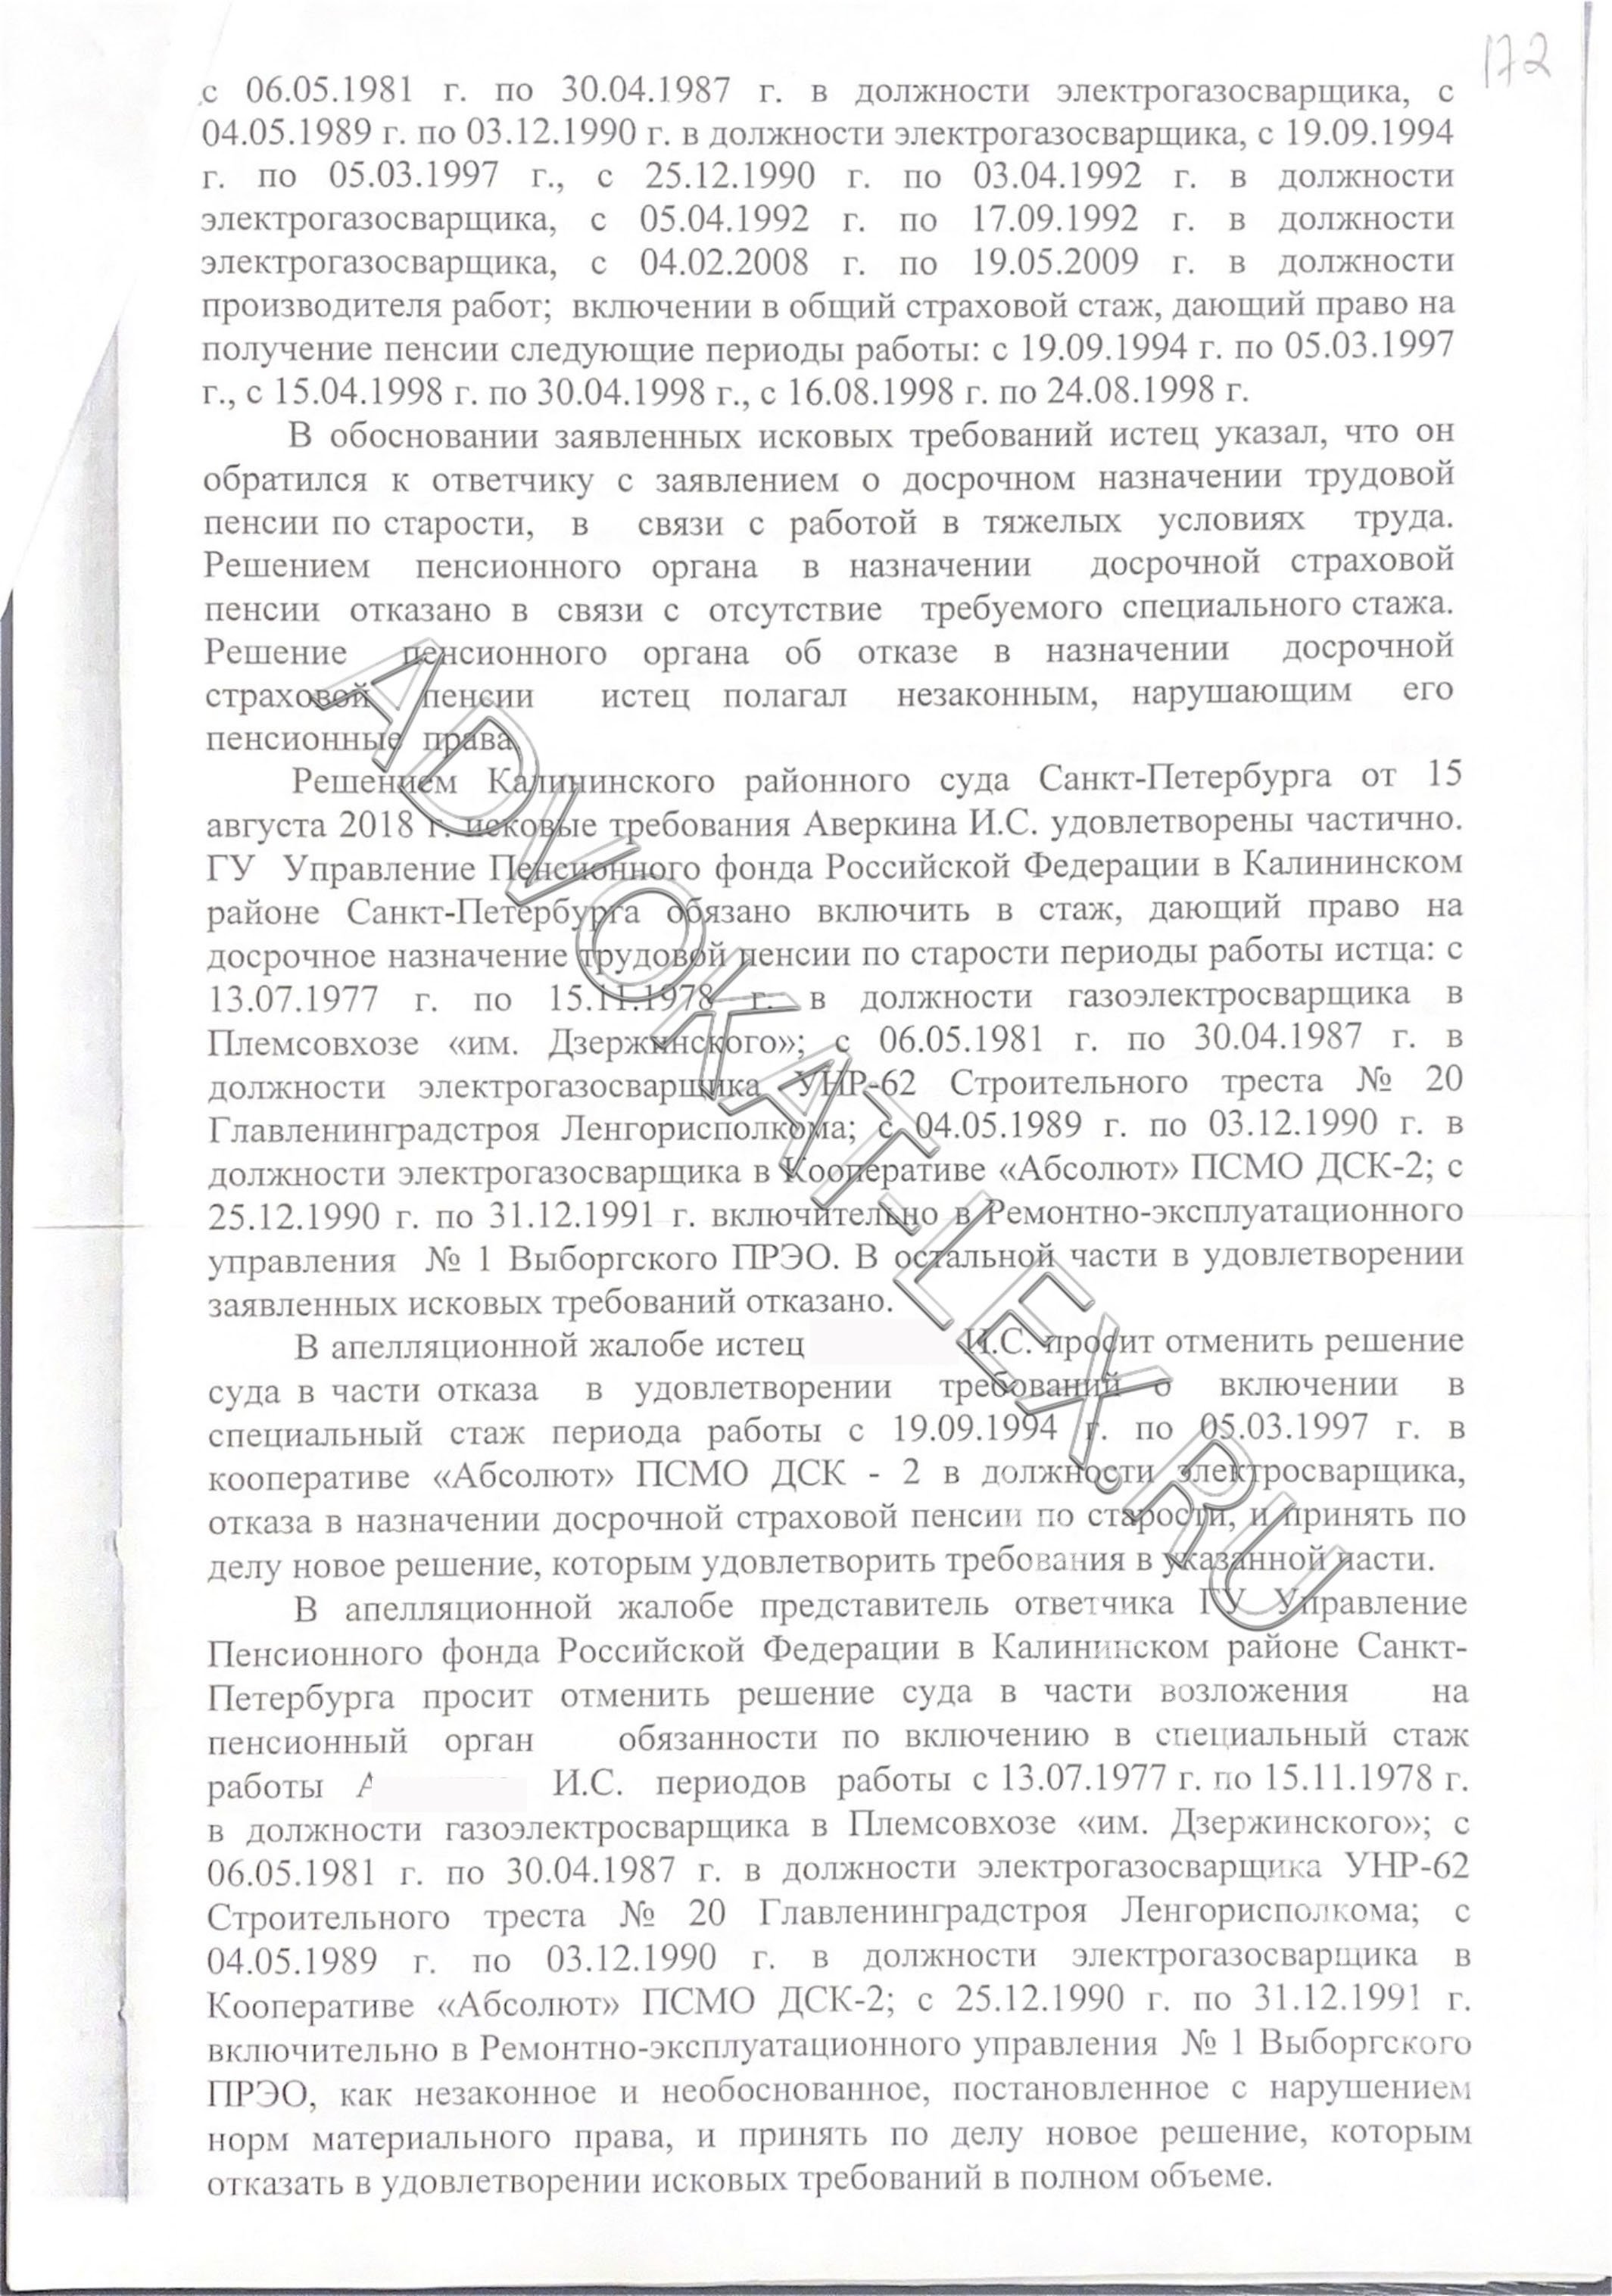 172
с 06.05.1981 г. по 30.04.1987 г. в должности электрогазосварщика, с
04.05.1989 г. по 03.12.1990 г. в должности электрогазосварщика, с 19.09.1994
г. по 05.03.1997 г., с 25.12.1990 г. по 03.04.1992 г. в должности
электрогазосварщика, с 05.04.1992 г. по 17.09.1992 г. в должности
электрогазосварщика, с 04.02.2008 г. по 19.05.2009 г. в должности
производителя работ; включении в общий страховой стаж, дающий право на
получение пенсии следующие периоды работы: с 19.09.1994 г. по 05.03.1997
г., с 15.04.1998 г. по 30.04.1998 г., с 16.08.1998 г. по 24.08.1998 г.
В обосновании заявленных исковых требований истец указал, что он
обратился к ответчику с заявлением о досрочном назначении трудовой
пенсии по старости, в связи с работой в тяжелых условиях труда.
Решением пенсионного органа в назначении досрочной страховой
пенсии отказано в связи с отсутствие требуемого специального стажа.
Решение пенсионного органа об отказе в назначении досрочной
страховой пенсии истец полагал незаконным, нарушающим его
пенсионные права.
Решением Калининского районного суда Санкт-Петербурга от 15
августа 2018 г. исковые требования Аверкина И.С. удовлетворены частично.
ГУ Управление Пенсионного фонда Российской Федерации в Калининском
районе Санкт-Петербурга обязано включить в стаж, дающий право на
досрочное назначение трудовой пенсии по старости периоды работы истца: с
13.07.1977 г. по 15.11.1978 г. в должности газоэлектросварщика в
Племсовхозе «им. Дзержинского»; с 06.05.1981 г. по 30.04.1987 г. в
должности электрогазосварщика УНР-62 Строительного треста № 20
Главленинградстроя Ленгорисполкома; с 04.05.1989 г. по 03.12.1990 г. в
должности электрогазосварщика в Кооперативе «Абсолют» ПСМО ДСК-2; с
25.12.1990 г. по 31.12.1991 г. включительно в Ремонтно-эксплуатационного
управления № 1 Выборгского ПРЭО. В остальной части в удовлетворении
заявленных исковых требований отказано.
В апелляционной жалобе истец И.С. просит отменить решение
суда в части отказа в удовлетворении требований о включении в
специальный стаж периода работы с 19.09.1994 г. по 05.03.1997 г. в
кооперативе «Абсолют» ПСМО ДСК - 2 в должности электросварщика,
отказа в назначении досрочной страховой пенсии по старости, и принять по
делу новое решение, которым удовлетворить требования в указанной части.
В апелляционной жалобе представитель ответчика ГУ Управление
Пенсионного фонда Российской Федерации в Калининском районе Санкт-
Петербурга просит отменить решение суда в части возложения на
пенсионный орган обязанности по включению в специальный стаж
работы А И.С. периодов работы с 13.07.1977 г. по 15.11.1978 г.
в должности газоэлектросварщика в Племсовхозе «им. Дзержинского»; с
06.05.1981 г. по 30.04.1987 г. в должности электрогазосварщика УНР-62
Строительного треста № 20 Главленинградстроя Ленгорисполкома; с
04.05.1989 г. по 03.12.1990 г. в должности электрогазосварщика в
Кооперативе «Абсолют» ПСМО ДСК-2; с 25.12.1990 г. по 31.12.1991 г.
включительно в Ремонтно-эксплуатационного управления № 1 Выборгского
ПРЭО, как незаконное и необоснованное, постановленное с нарушением
норм материального права, и принять по делу новое решение, которым
отказать в удовлетворении исковых требований в полном объеме.
ADVOKAT-LEX.RU